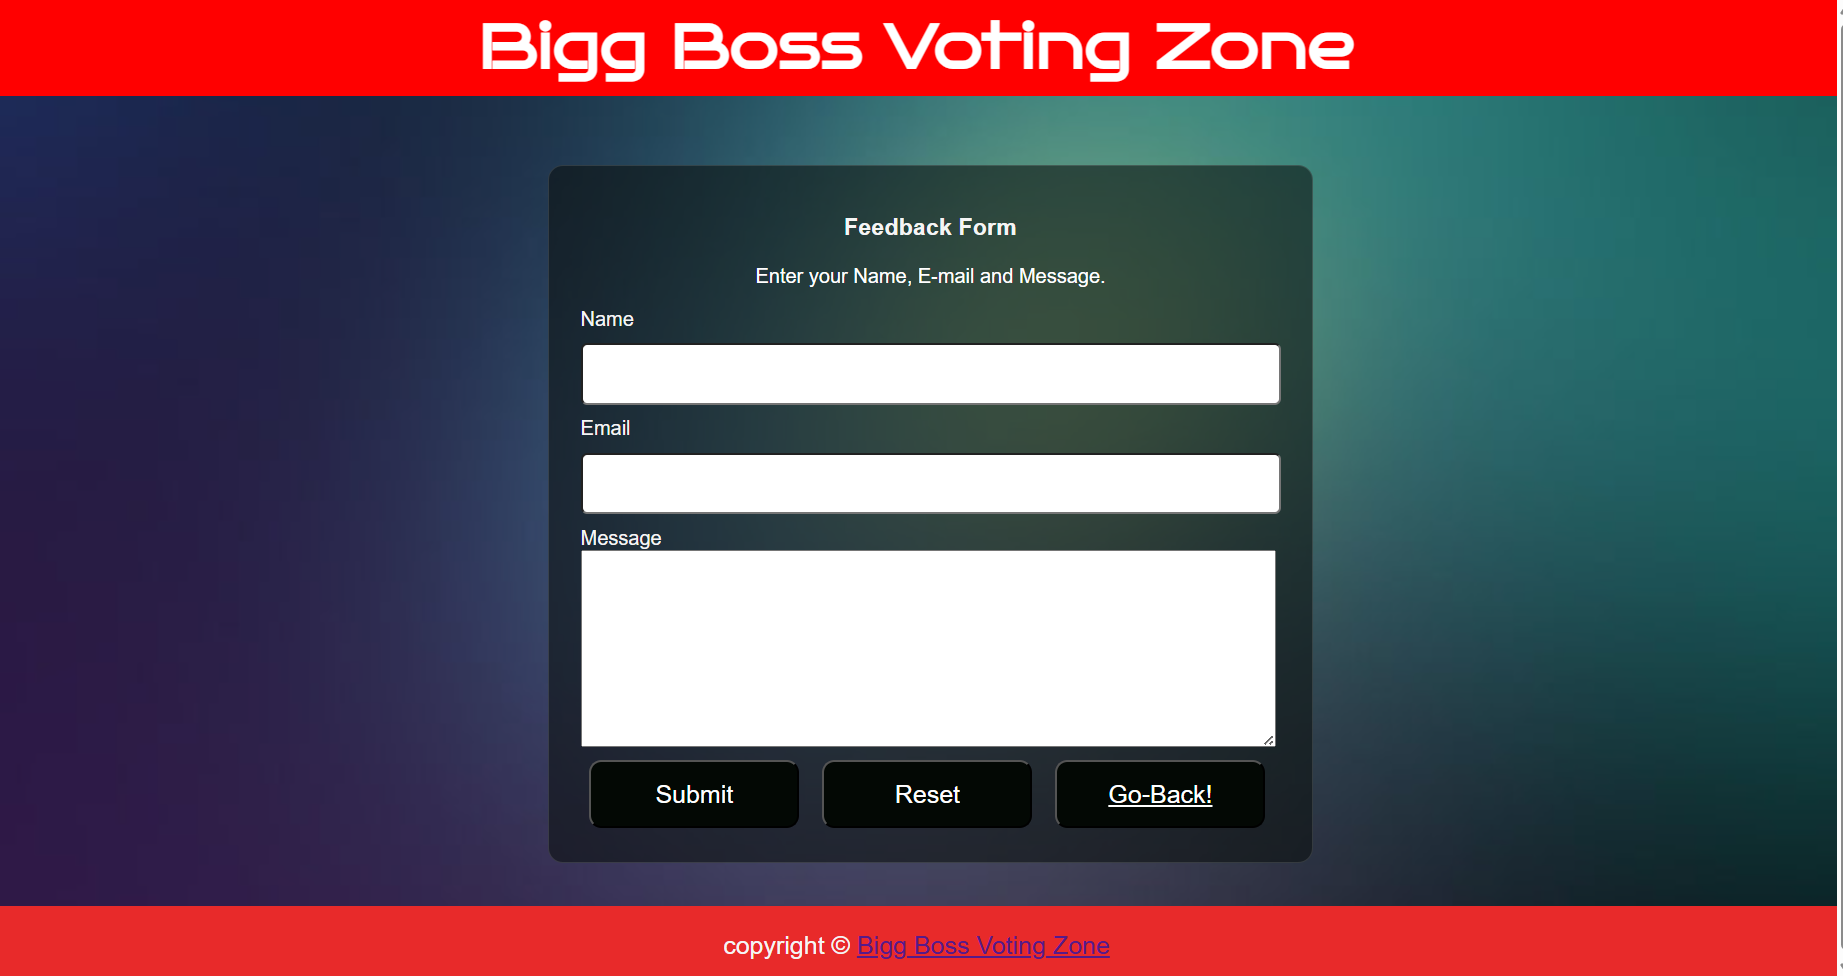 Bigg Boss Voting Zone
Feedback Form
Enter your Name, E-mail and Message.
Name
Email
Message
Submit Reset Go-Back!
copyright © Bigg Boss Voting Zone